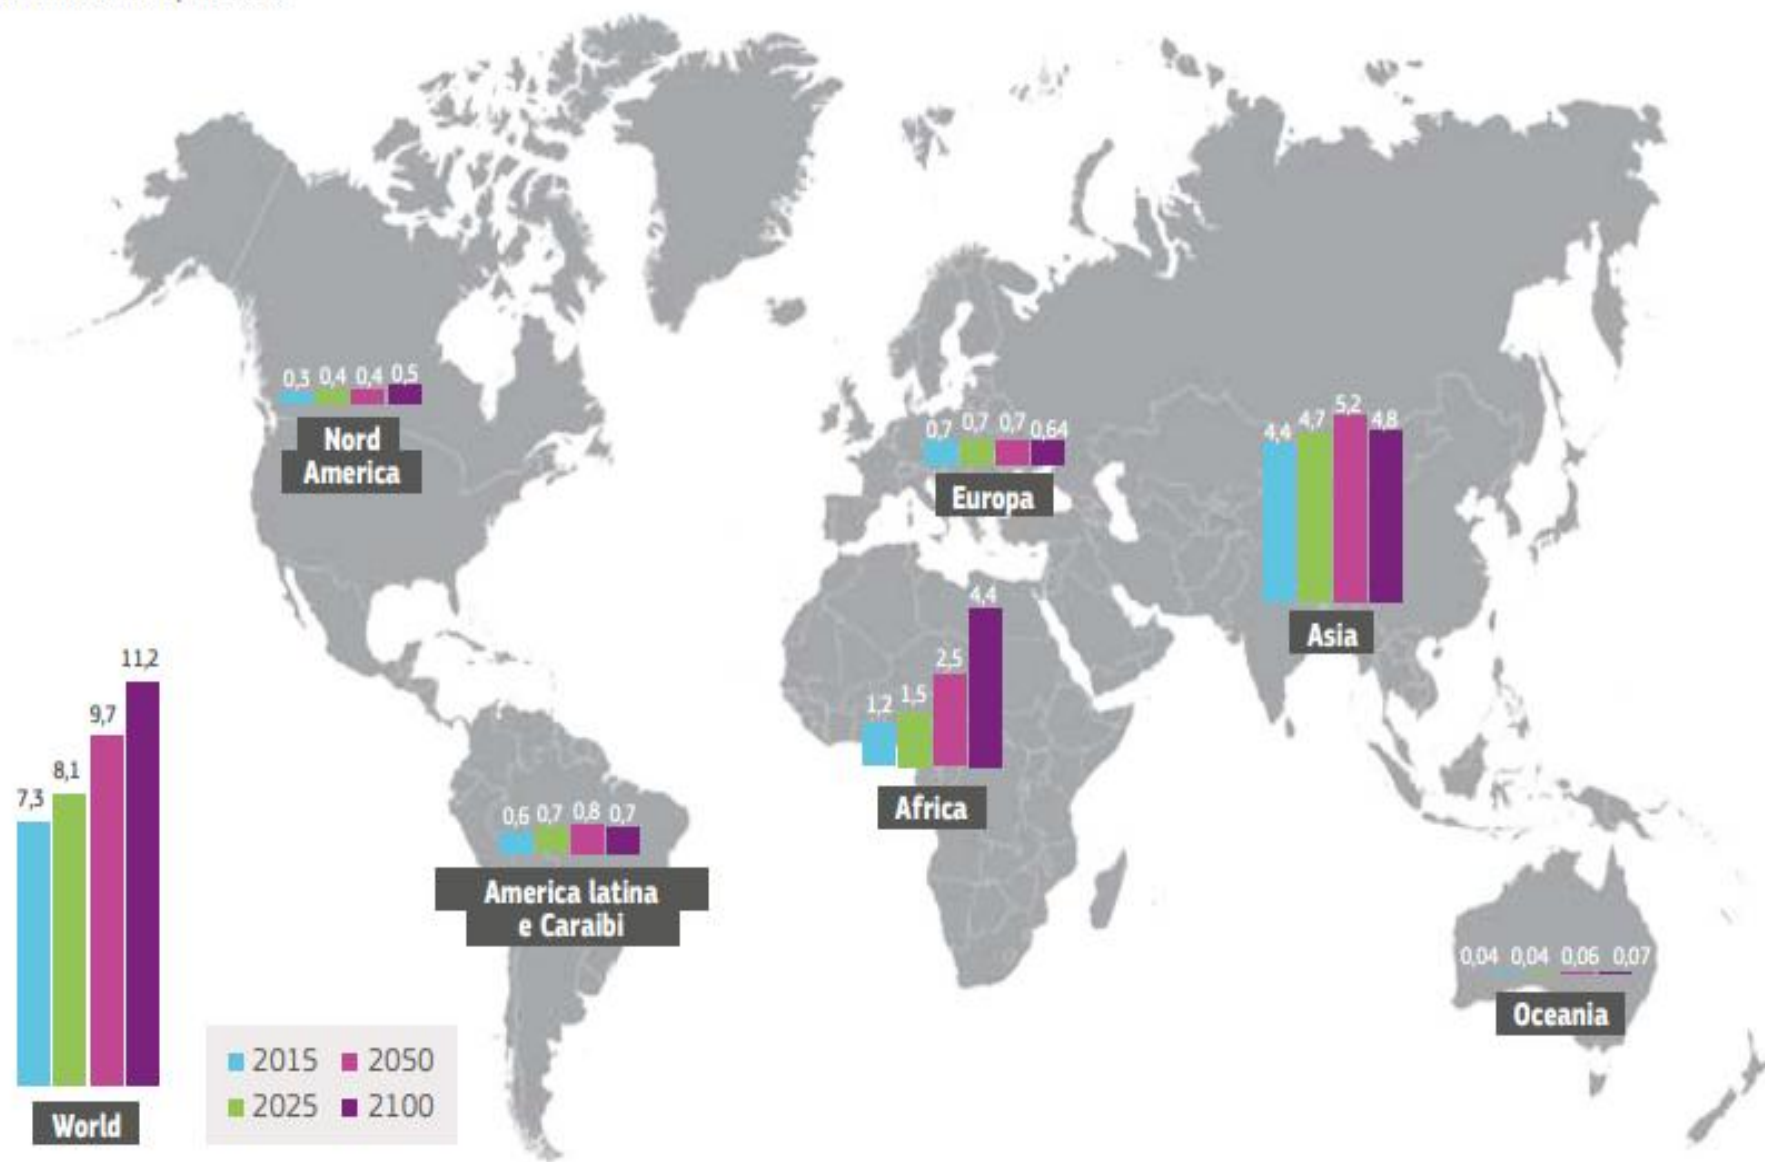 0,3 0,4 0,4 0,5
Nord
America
0,7 0,7 0,7 0,64
Europa
4,4 4,7 5,2 4,8
Asia
1,2 1,5 2,5 4,4
Africa
7,3 8,1 9,7 11,2
World
0,6 0,7 0,8 0,7
America latina
e Caraibi
0,04 0,04 0,06 0,07
Oceania
2015 2050
2025 2100